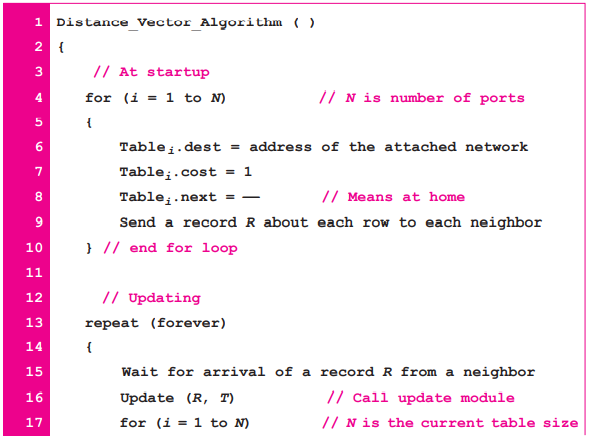 1 Distance_Vector_Algorithm ( )
2 {
3 // At startup
4 for (i = 1 to N) // N is number of ports
5 {
6 Tablei.dest = address of the attached network
7 Tablei.cost = 1
8 Tablei.next = — // Means at home
9 Send a record R about each row to each neighbor
10 } // end for loop
11
12 // Updating
13 repeat (forever)
14 {
15 Wait for arrival of a record R from a neighbor
16 Update (R, T) // Call update module
17 for (i = 1 to N) // N is the current table size